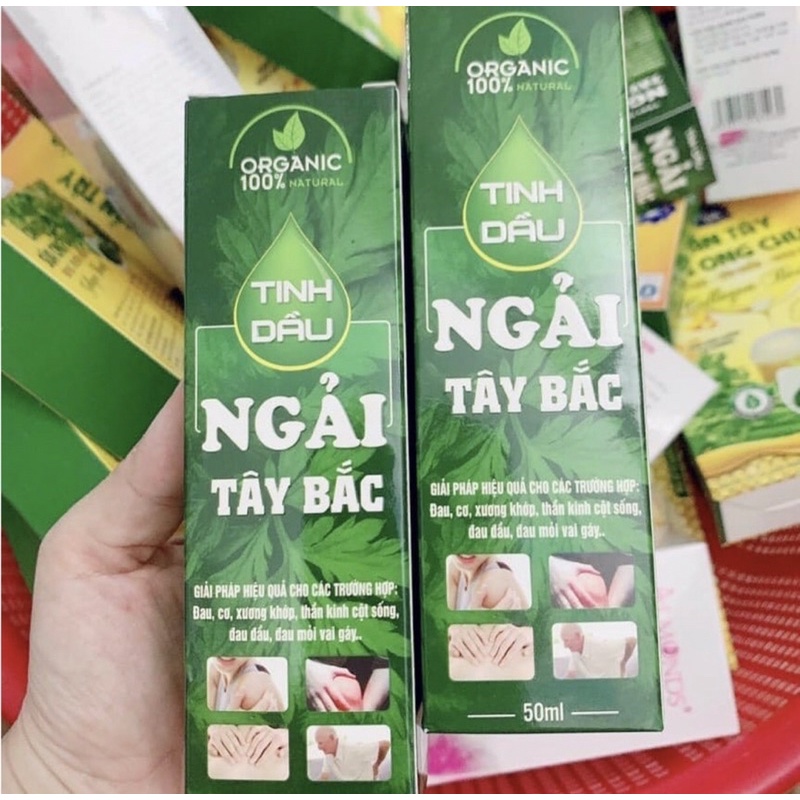 ORGANIC
100% NATURAL
TINH
DẦU
NGẢI
TÂY BẮC
GIẢI PHÁP HIỆU QUẢ CHO CÁC TRƯỜNG HỢP:
Đau, cơ, xương khớp, thần kinh cột sống,
đau đầu, đau mỏi vai gáy..
ORGANIC
100% NATURAL
TINH
DẦU
NGẢI
TÂY BẮC
GIẢI PHÁP HIỆU QUẢ CHO CÁC TRƯỜNG HỢP:
Đau, cơ, xương khớp, thần kinh cột sống,
đau đầu, đau mỏi vai gáy..
50ml
NGẢI